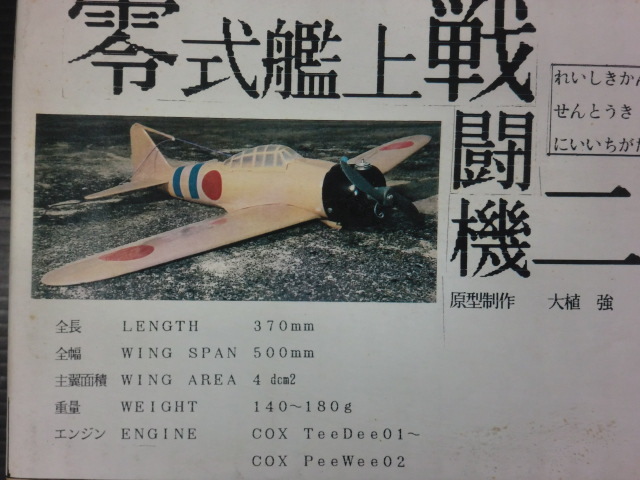 零式艦上戦闘機二一
れいしきかん
せんとうき
にいいちがた
原型制作　大植　強
全長 LENGTH 370mm
全幅 WING SPAN 500mm
主翼面積 WING AREA 4 dcm2
重量 WEIGHT 140～180g
エンジン ENGINE COX TeeDee01～
COX PeeWee02